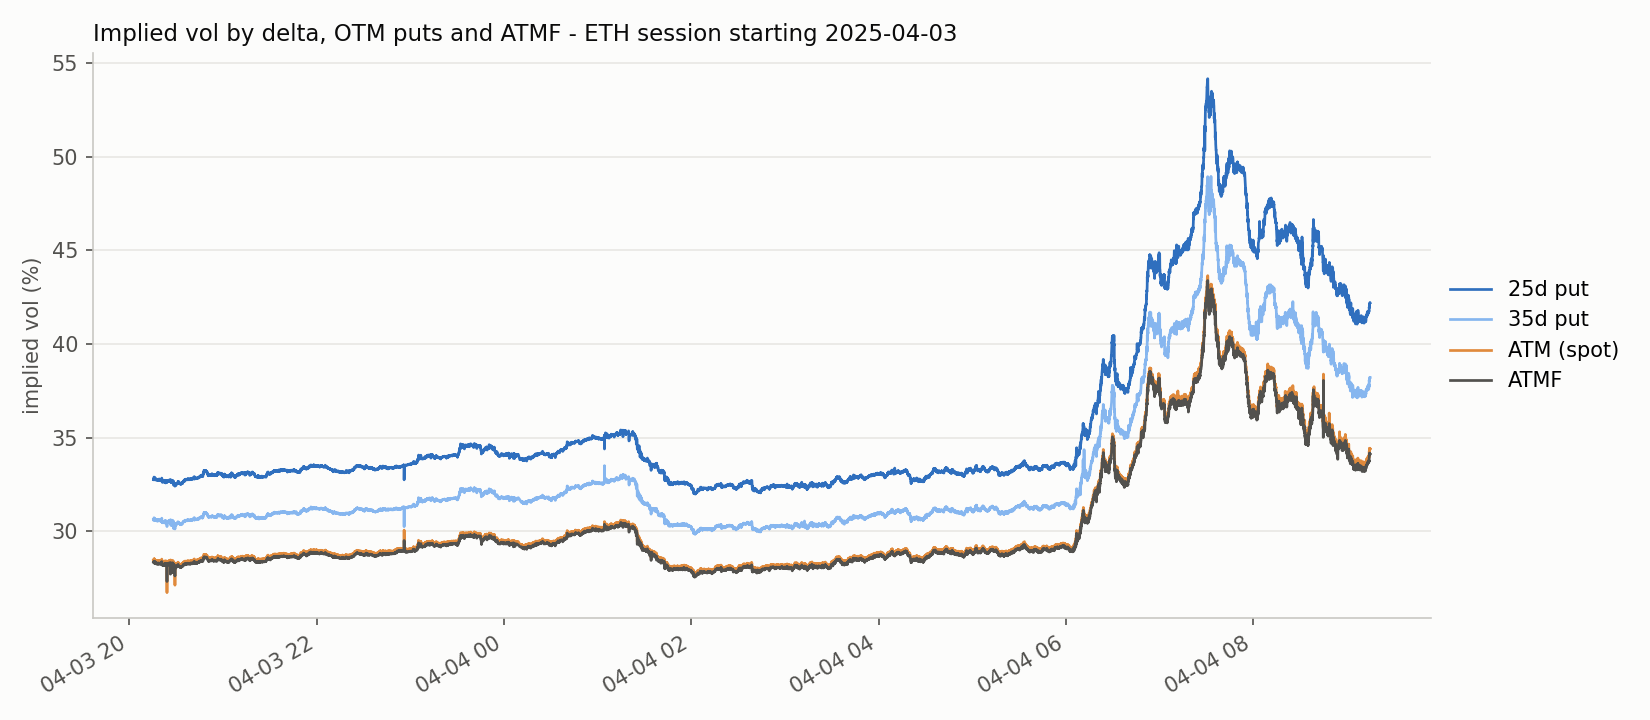 Implied vol by delta, OTM puts and ATMF - ETH session starting 2025-04-03
implied vol (%)
55
50
45
40
35
30
04-03 20
04-03 22
04-04 00
04-04 02
04-04 04
04-04 06
04-04 08
25d put
35d put
ATM (spot)
ATMF